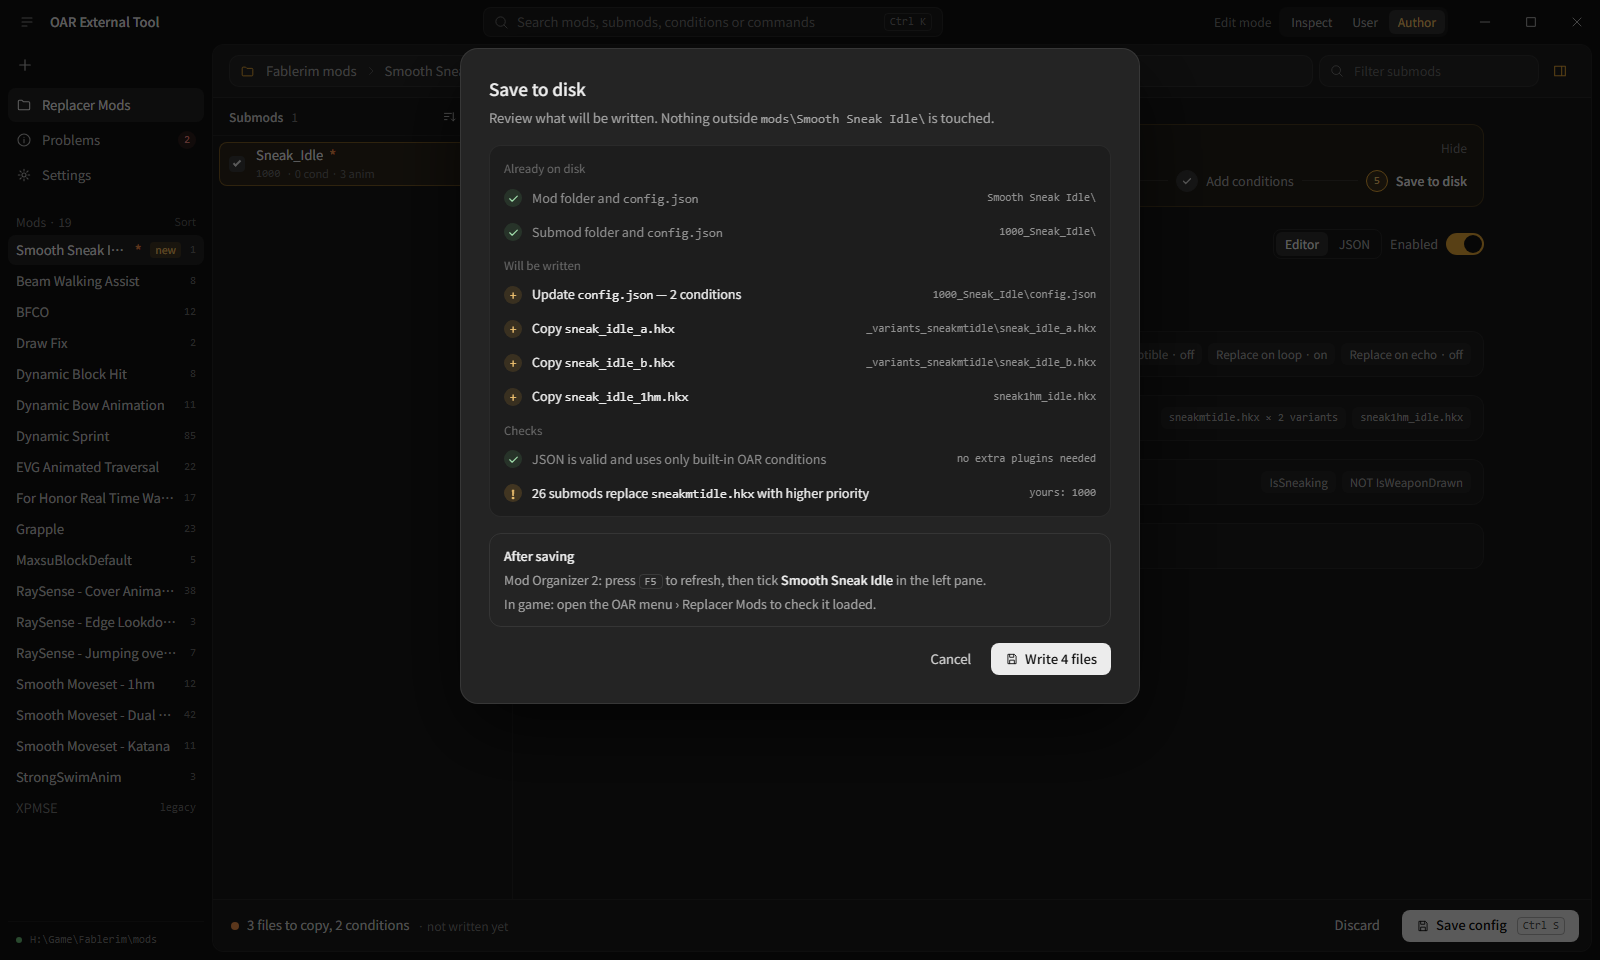 OAR External Tool
Search mods, submods, conditions or commands
Ctrl K
Edit mode
Inspect
User
Author
Replacer Mods
Problems
2
Settings
Mods · 19
Sort
Smooth Sneak I··· * new 1
Beam Walking Assist 8
BFCO 12
Draw Fix 2
Dynamic Block Hit 8
Dynamic Bow Animation 11
Dynamic Sprint 85
EVG Animated Traversal 22
For Honor Real Time Wa··· 17
Grapple 23
MaxsuBlockDefault 5
RaySense - Cover Anima··· 38
RaySense - Edge Lookdo··· 3
RaySense - Jumping ove··· 7
Smooth Moveset - 1hm 12
Smooth Moveset - Dual ··· 42
Smooth Moveset - Katana 11
StrongSwimAnim 3
XPMSE legacy
H:\Game\Fablerim\mods
Fablerim mods › Smooth Snea
Filter submods
Submods 1
Sneak_Idle *
1000 · 0 cond · 3 anim
Hide
Add conditions
5 Save to disk
Editor
JSON
Enabled
tible · off
Replace on loop · on
Replace on echo · off
sneakmtidle.hkx × 2 variants
sneak1hm_idle.hkx
IsSneaking
NOT IsWeaponDrawn
Save to disk
Review what will be written. Nothing outside mods\Smooth Sneak Idle\ is touched.
Already on disk
Mod folder and config.json Smooth Sneak Idle\
Submod folder and config.json 1000_Sneak_Idle\
Will be written
+ Update config.json — 2 conditions 1000_Sneak_Idle\config.json
+ Copy sneak_idle_a.hkx _variants_sneakmtidle\sneak_idle_a.hkx
+ Copy sneak_idle_b.hkx _variants_sneakmtidle\sneak_idle_b.hkx
+ Copy sneak_idle_1hm.hkx sneak1hm_idle.hkx
Checks
JSON is valid and uses only built-in OAR conditions no extra plugins needed
! 26 submods replace sneakmtidle.hkx with higher priority yours: 1000
After saving
Mod Organizer 2: press F5 to refresh, then tick Smooth Sneak Idle in the left pane.
In game: open the OAR menu › Replacer Mods to check it loaded.
Cancel
Write 4 files
3 files to copy, 2 conditions · not written yet
Discard
Save config Ctrl S